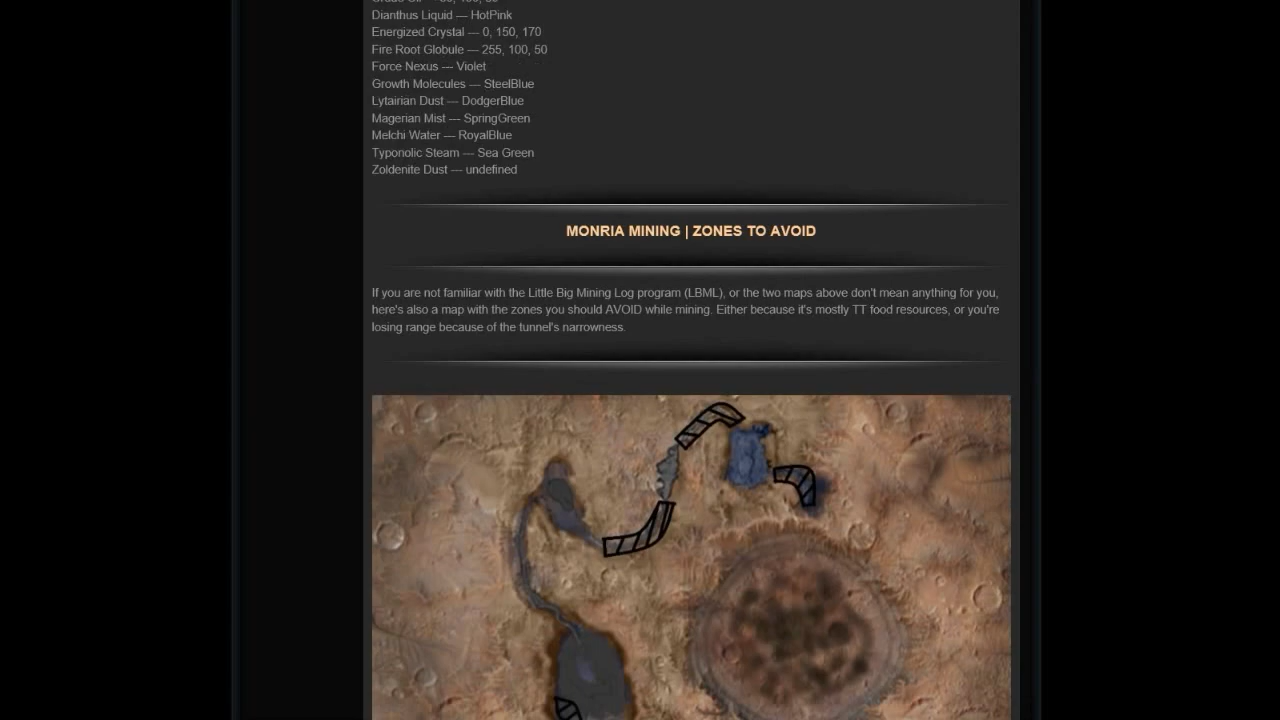 Dianthus Liquid --- HotPink
Energized Crystal --- 0, 150, 170
Fire Root Globule --- 255, 100, 50
Force Nexus --- Violet
Growth Molecules --- SteelBlue
Lytairian Dust --- DodgerBlue
Magerian Mist --- SpringGreen
Melchi Water --- RoyalBlue
Typonolic Steam --- Sea Green
Zoldenite Dust --- undefined
MONRIA MINING | ZONES TO AVOID
If you are not familiar with the Little Big Mining Log program (LBML), or the two maps above don't mean anything for you,
here's also a map with the zones you should AVOID while mining. Either because it's mostly TT food resources, or you're
losing range because of the tunnel's narrowness.